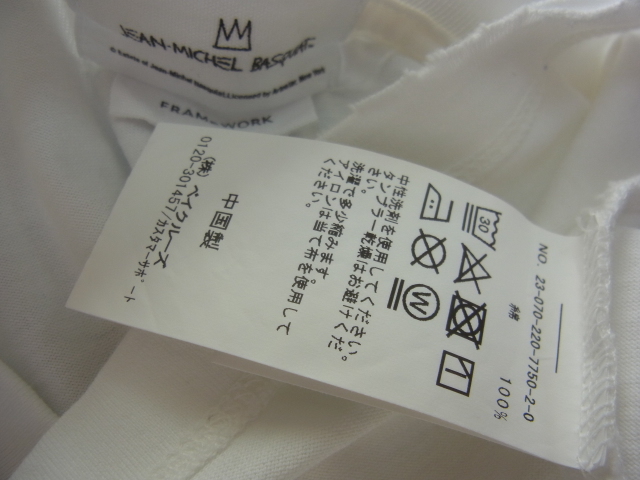 JEAN-MICHEL BASQUIAT
FRAMEWORK
NO. 23-070-220-7750-2-0
綿 100%
30
W
中性洗剤を使用してください。
タンブラー乾燥はお避けくだ
さい。
洗濯で多少縮みます。
アイロンは当て布を使用して
ください。
中国製
(株) ベイクルーズ
0120-301457/カスタマーサポート